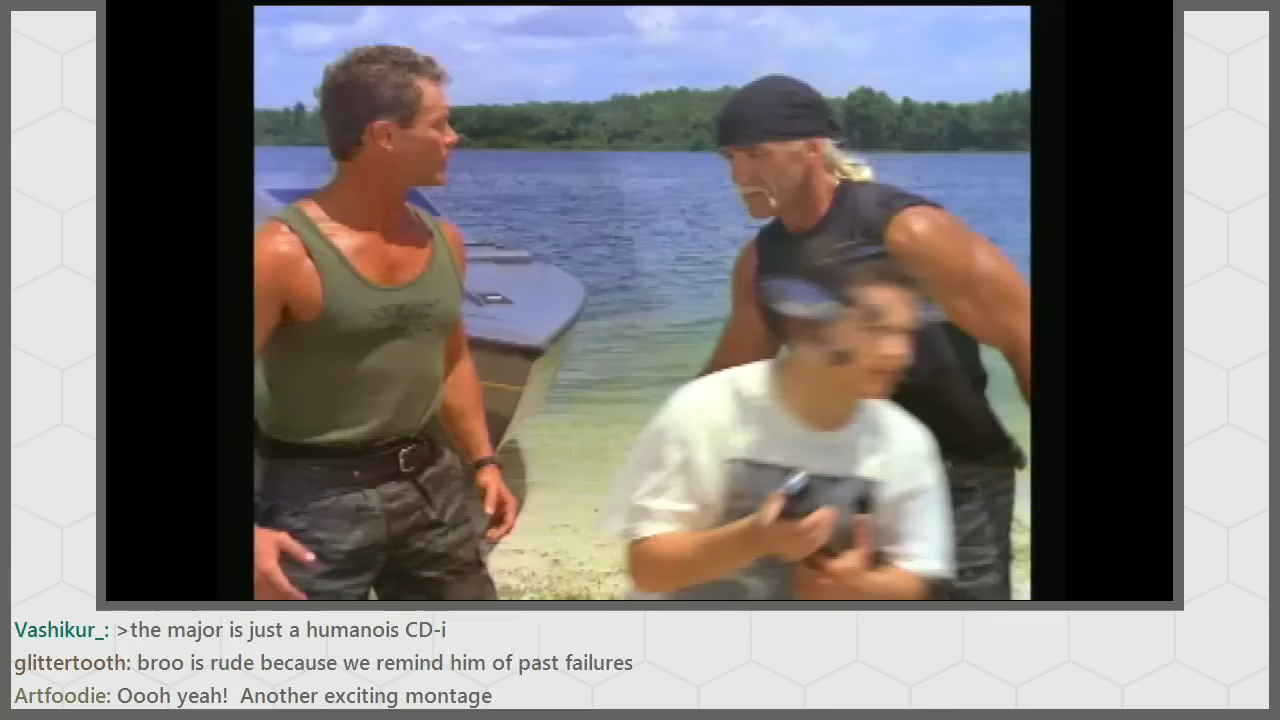 Vashikur_: >the major is just a humanois CD-i
glittertooth: broo is rude because we remind him of past failures
Artfoodie: Oooh yeah!  Another exciting montage